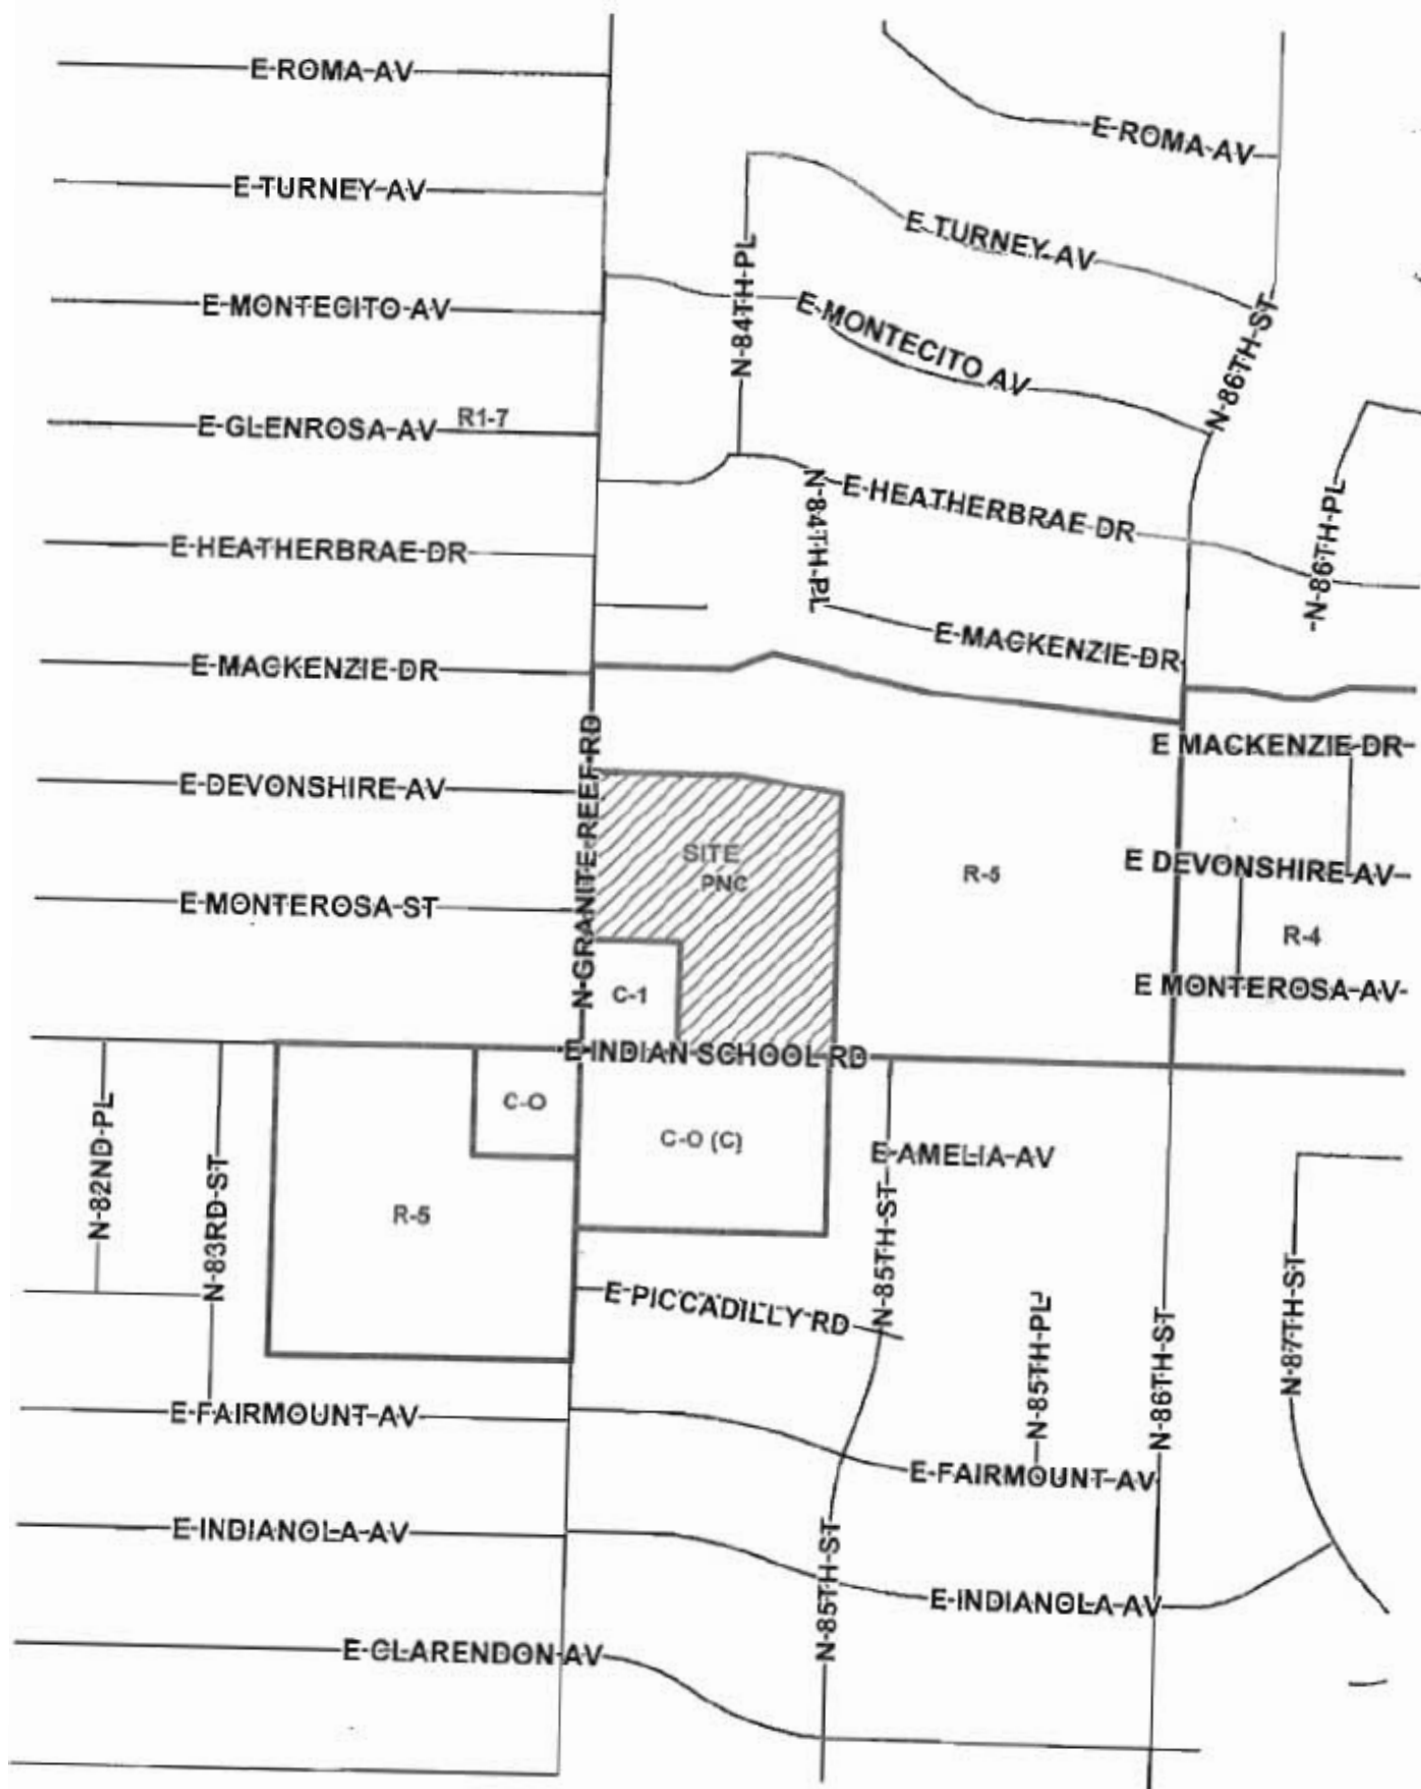 E ROMA AV
E ROMA AV
E TURNEY AV
E TURNEY AV
N 84TH PL
E MONTECITO AV
E MONTECITO AV
N 86TH ST
E GLENROSA AV
R1-7
N 84TH PL
E HEATHERBRAE DR
N 86TH PL
E HEATHERBRAE DR
E MACKENZIE DR
E MACKENZIE DR
E MACKENZIE DR
N GRANITE REEF RD
E DEVONSHIRE AV
SITE
PNC
R-5
E DEVONSHIRE AV
E MONTEROSA ST
R-4
C-1
E MONTEROSA AV
E INDIAN SCHOOL RD
C-O
C-O (C)
E AMELIA AV
N 82ND PL
N 83RD ST
R-5
N 85TH ST
E PICCADILLY RD
N 85TH PL
N 86TH ST
N 87TH ST
E FAIRMOUNT AV
E FAIRMOUNT AV
E INDIANOLA AV
N 85TH ST
E INDIANOLA AV
E CLARENDON AV